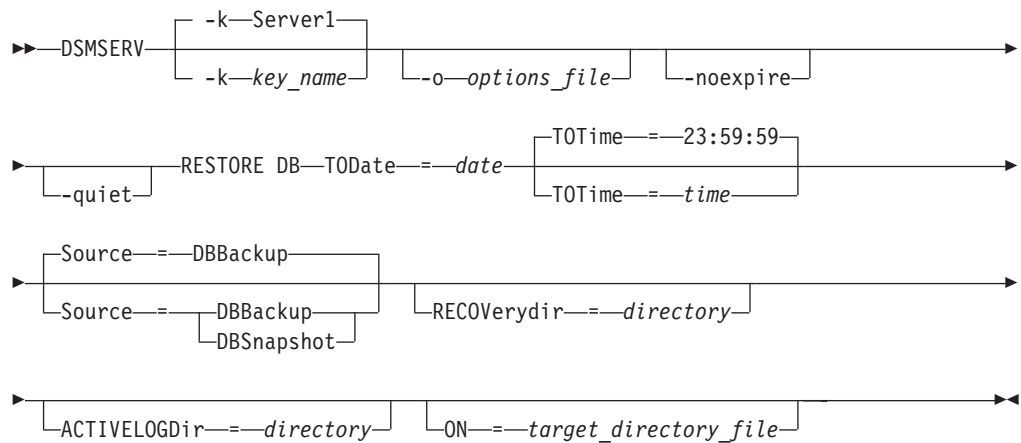 -k Server1
DSMSERV
-k key_name
-o options_file
-noexpire
RESTORE DB TODate = date
TOTime = 23:59:59
-quiet
TOTime = time
Source = DBBackup
Source = DBBackup
DBSnapshot
RECOVerydir = directory
ACTIVELOGDir = directory
ON = target_directory_file